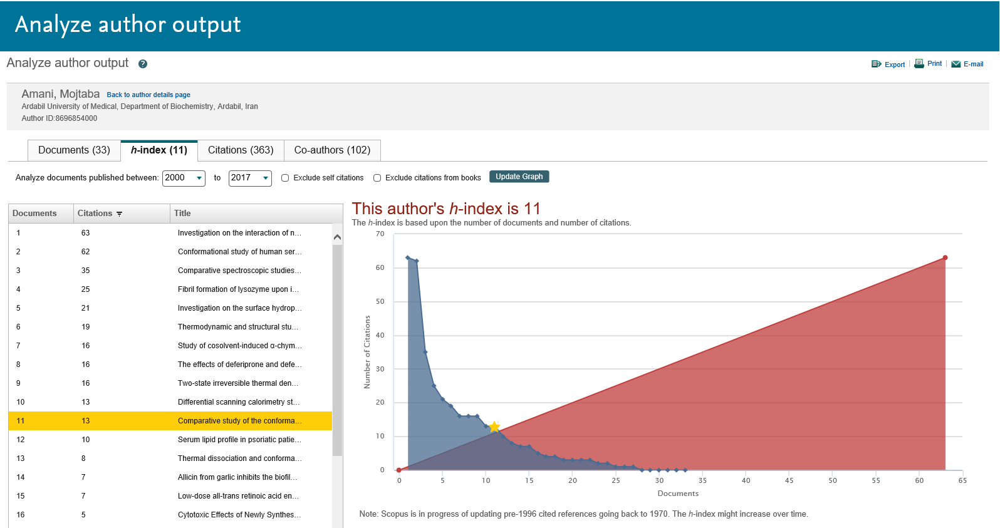 Analyze author output
Analyze author output ?
Export | Print | E-mail
Amani, Mojtaba Back to author details page
Ardabil University of Medical, Department of Biochemistry, Ardabil, Iran
Author ID:8696854000
Documents (33) h-index (11) Citations (363) Co-authors (102)
Analyze documents published between: 2000 to 2017 Exclude self citations Exclude citations from books Update Graph
Documents Citations Title
1 63 Investigation on the interaction of n...
2 62 Conformational study of human ser...
3 35 Comparative spectroscopic studies...
4 25 Fibril formation of lysozyme upon i...
5 21 Investigation on the surface hydrop...
6 19 Thermodynamic and structural stu...
7 16 Study of cosolvent-induced α-chym...
8 16 The effects of deferiprone and defe...
9 16 Two-state irreversible thermal den...
10 13 Differential scanning calorimetry st...
11 13 Comparative study of the conforma...
12 10 Serum lipid profile in psoriatic patie...
13 8 Thermal dissociation and conforma...
14 7 Allicin from garlic inhibits the biofil...
15 7 Low-dose all-trans retinoic acid en...
16 5 Cytotoxic Effects of Newly Synthes...
This author's h-index is 11
The h-index is based upon the number of documents and number of citations.
70
60
50
40
30
20
10
0
Number of Citations
0 5 10 15 20 25 30 35 40 45 50 55 60 65
Documents
Note: Scopus is in progress of updating pre-1996 cited references going back to 1970. The h-index might increase over time.